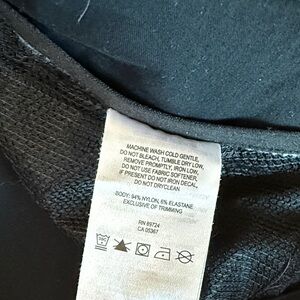 MACHINE WASH COLD GENTLE,
DO NOT BLEACH, TUMBLE DRY LOW,
REMOVE PROMPTLY, IRON LOW,
DO NOT USE FABRIC SOFTENER,
IF PRESENT DO NOT IRON DECAL,
DO NOT DRYCLEAN.
BODY: 94% NYLON, 6% ELASTANE
EXCLUSIVE OF TRIMMING
RN 89724
CA 05367